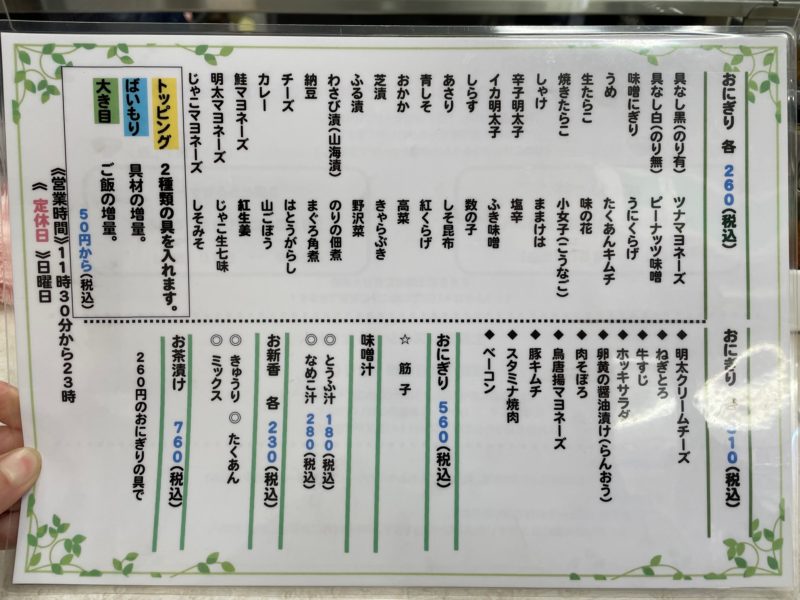 おにぎり 各 260(税込)
具なし黒(のり有)
具なし白(のり無)
味噌にぎり
うめ
生たらこ
焼きたらこ
しゃけ
辛子明太子
イカ明太子
しらす
あさり
青しそ
おかか
芝漬
ふる漬
わさび漬(山海漬)
納豆
チーズ
カレー
鮭マヨネーズ
明太マヨネーズ
じゃこマヨネーズ
ツナマヨネーズ
ピーナッツ味噌
うにくらげ
たくあんキムチ
味の花
小女子(こうなご)
ままけは
塩辛
ふき味噌
数の子
しそ昆布
紅くらげ
高菜
きゃらぶき
野沢菜
のりの佃煮
まぐろ角煮
はとうがらし
山ごぼう
紅生姜
じゃこ生七味
しそみそ
トッピング 2種類の具を入れます。
ばいもり 具材の増量。
大き目 ご飯の増量。
50円から(税込)
《営業時間》11時30分から23時
《 定休日 》日曜日
おにぎり 310(税込)
◆ 明太クリームチーズ
◆ ねぎとろ
◆ 牛すじ
◆ ホッキサラダ
◆ 卵黄の醤油漬け(らんおう)
◆ 肉そぼろ
◆ 鳥唐揚マヨネーズ
◆ 豚キムチ
◆ スタミナ焼肉
◆ ベーコン
おにぎり 560(税込)
☆ 筋 子
味噌汁
◎ とうふ汁 180(税込)
◎ なめこ汁 280(税込)
お新香 各 230(税込)
◎ きゅうり ◎ たくあん
◎ ミックス
お茶漬け 760(税込)
260円のおにぎりの具で